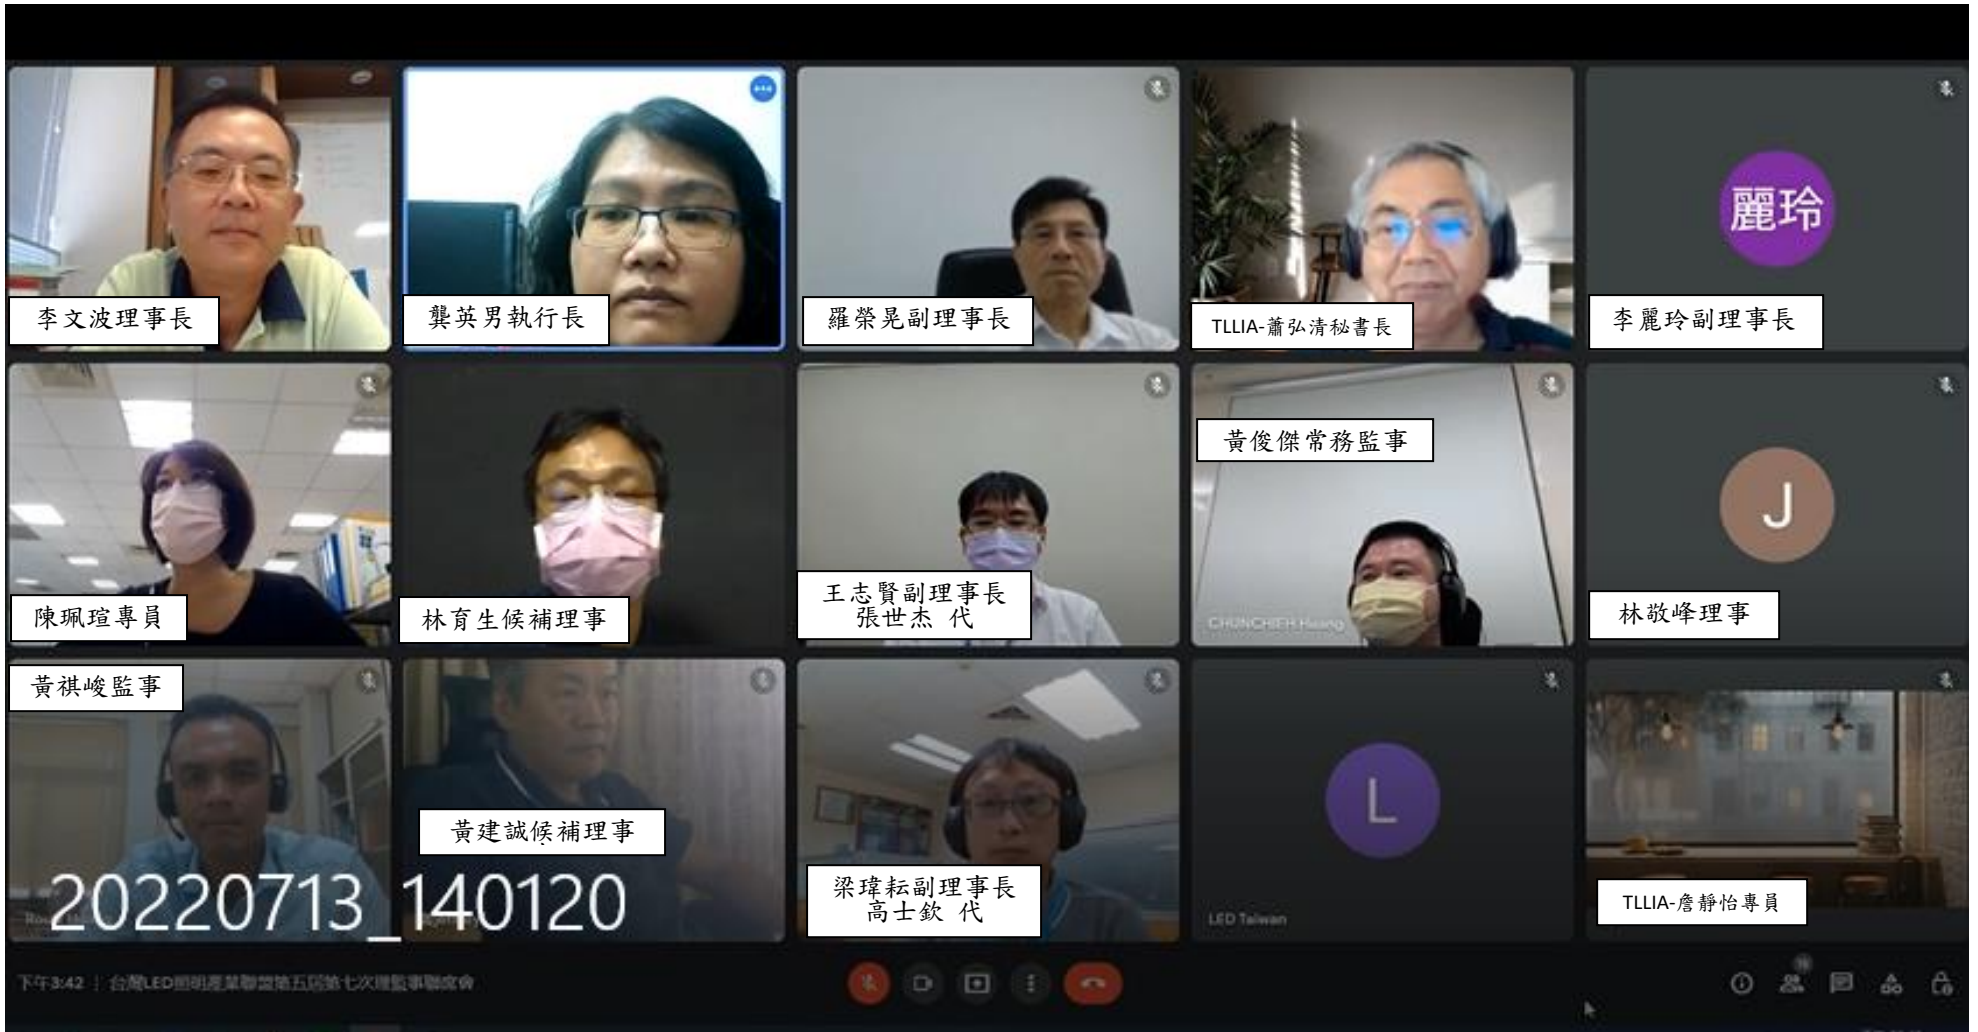 麗玲
李文波理事長
龔英男執行長
羅榮晃副理事長
TLLIA-蕭弘清秘書長
李麗玲副理事長
J
黃俊傑常務監事
陳珮瑄專員
林育生候補理事
王志賢副理事長
張世杰 代
CHUNCHIEH Huang
林敬峰理事
黃祺峻監事
L
黃建誠候補理事
梁瑋耘副理事長
高士欽 代
20220713_140120
LED Taiwan
TLLIA-詹靜怡專員
下午3:42 | 台灣LED照明產業聯盟第五屆第七次理監事聯席會